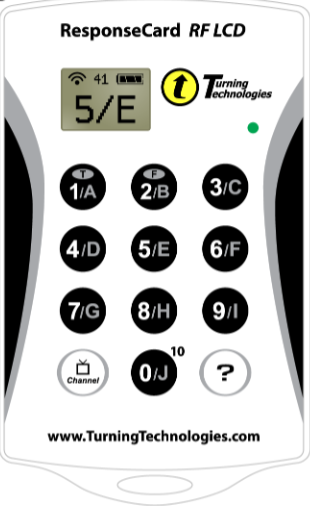 ResponseCard RF LCD
41
5/E
t Turning
Technologies
T F
1/A 2/B 3/C
4/D 5/E 6/F
7/G 8/H 9/I
Channel 0/J 10 ?
www.TurningTechnologies.com